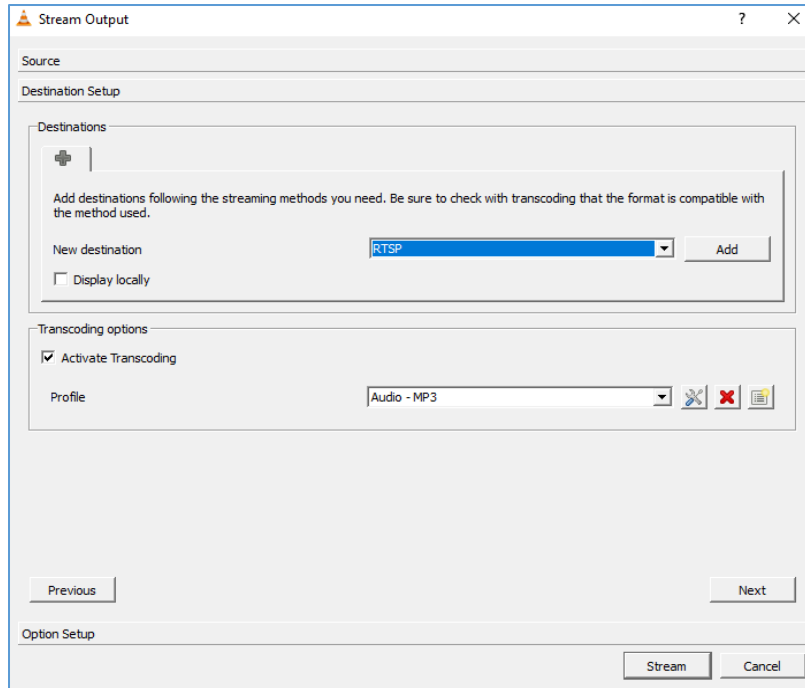 Stream Output
?
Source
Destination Setup
Destinations
Add destinations following the streaming methods you need. Be sure to check with transcoding that the format is compatible with
the method used.
New destination
RTSP
Add
Display locally
Transcoding options
Activate Transcoding
Profile
Audio - MP3
Previous
Next
Option Setup
Stream
Cancel